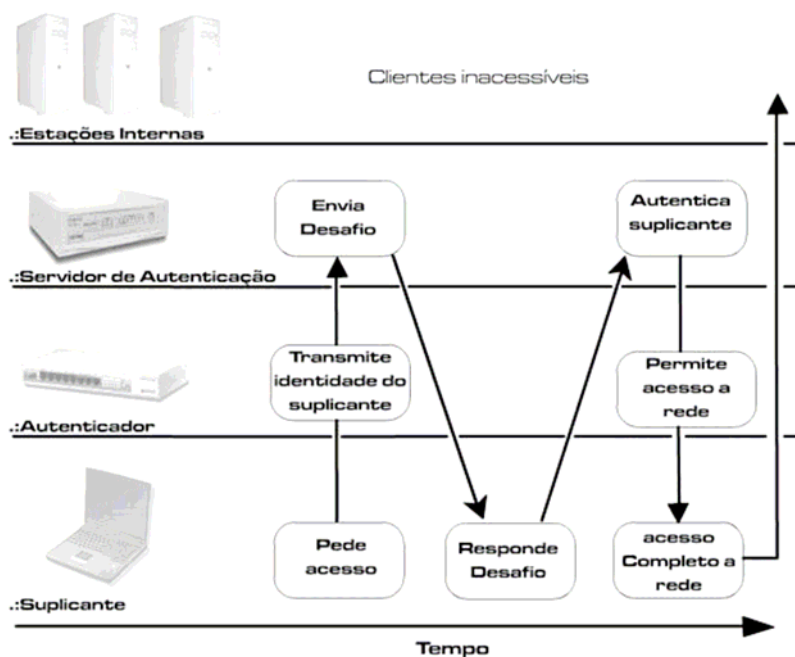 Clientes inacessíveis
.:Estações Internas
Envia
Desafio
Autentica
suplicante
.:Servidor de Autenticação
Transmite
identidade do
suplicante
Permite
acesso a
rede
.:Autenticador
Pede
acesso
Responde
Desafio
acesso
Completo a
rede
.:Suplicante
Tempo